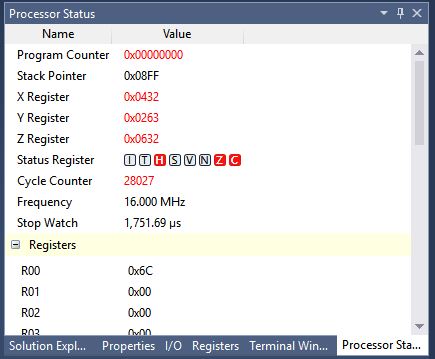 Processor Status
Name Value
Program Counter 0x00000000
Stack Pointer 0x08FF
X Register 0x0432
Y Register 0x0263
Z Register 0x0632
Status Register I T H S V N Z C
Cycle Counter 28027
Frequency 16.000 MHz
Stop Watch 1,751.69 µs
Registers
R00 0x6C
R01 0x00
R02 0x00
R03 0x00
Solution Expl... Properties I/O Registers Terminal Win... Processor Sta...